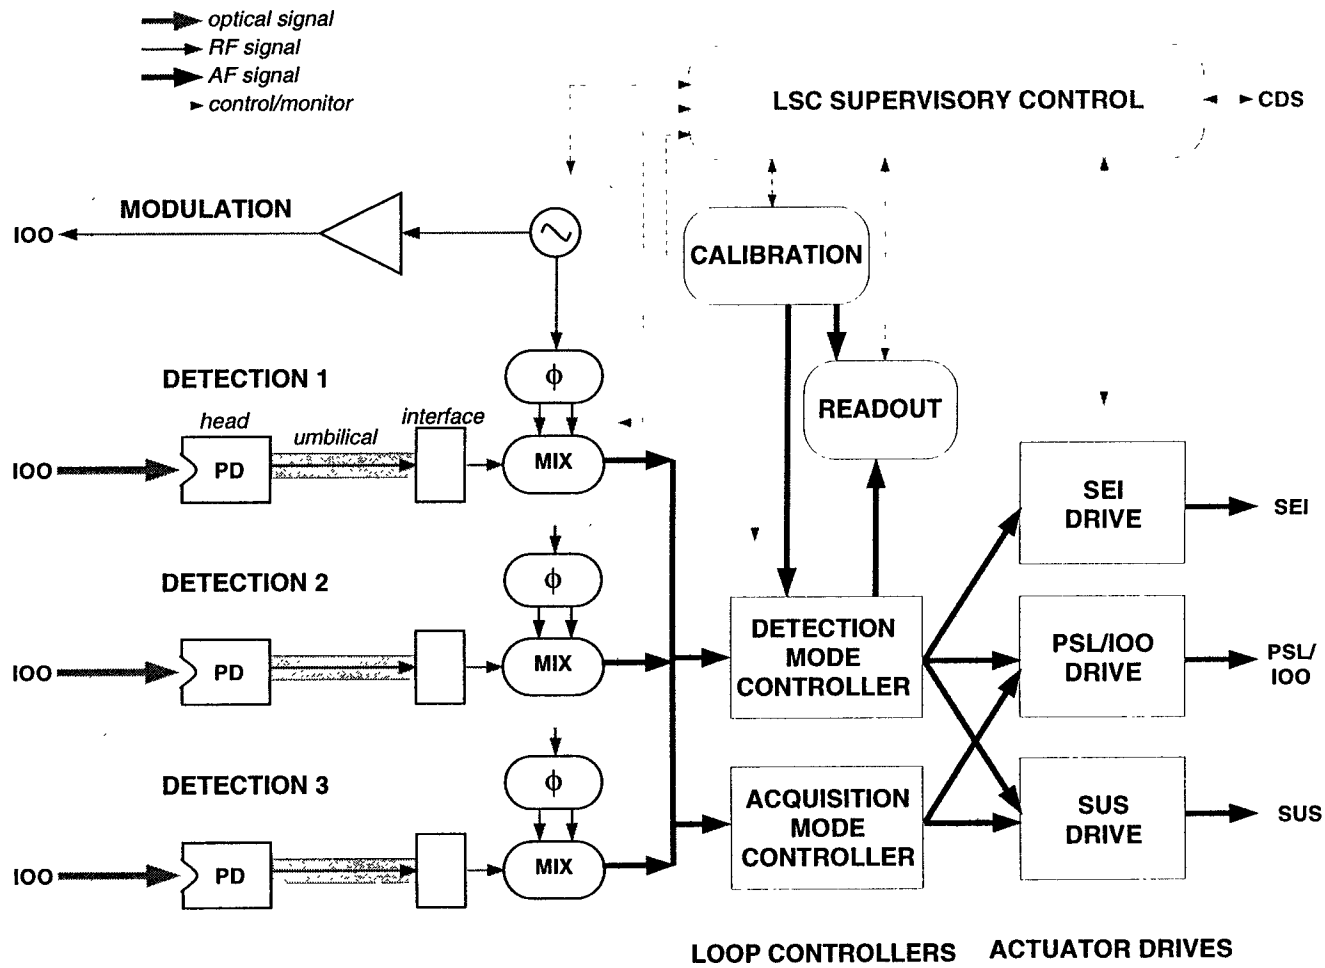 optical signal
RF signal
AF signal
control/monitor
LSC SUPERVISORY CONTROL
CDS
MODULATION
IOO
CALIBRATION
ϕ
DETECTION 1
READOUT
head
umbilical
interface
IOO
PD
MIX
SEI
DRIVE
SEI
ϕ
DETECTION 2
IOO
PD
MIX
DETECTION
MODE
CONTROLLER
PSL/IOO
DRIVE
PSL/
IOO
ϕ
DETECTION 3
IOO
PD
MIX
ACQUISITION
MODE
CONTROLLER
SUS
DRIVE
SUS
LOOP CONTROLLERS
ACTUATOR DRIVES